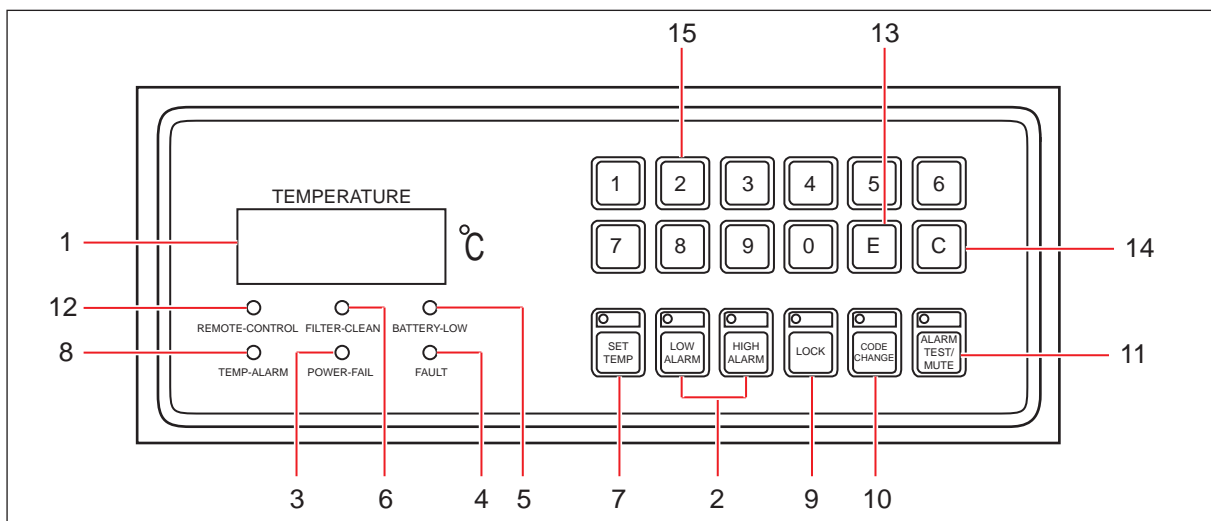 15 13
TEMPERATURE
1 2 3 4 5 6
1 °C
7 8 9 0 E C
14
12
REMOTE-CONTROL FILTER-CLEAN BATTERY-LOW
8
TEMP-ALARM POWER-FAIL FAULT
SET
TEMP
LOW
ALARM
HIGH
ALARM
LOCK
CODE
CHANGE
ALARM
TEST/
MUTE
11
3 6 4 5 7 2 9 10